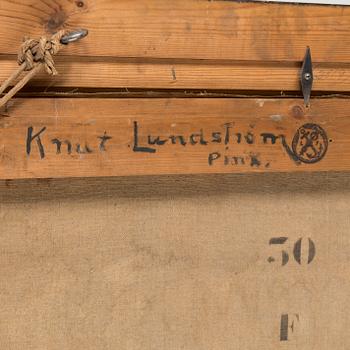 Knut Lundström
Pinx.
30
F